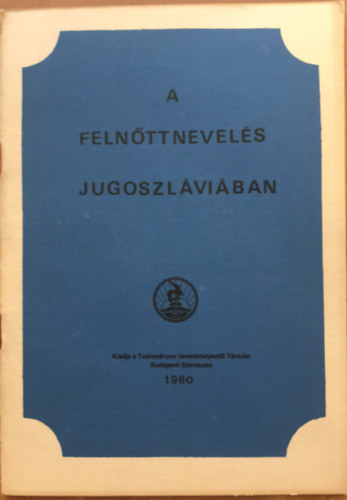 A
FELNŐTTNEVELÉS
JUGOSZLÁVIÁBAN
Kiadja a Tudományos Ismeretterjesztő Társulat
Budapesti Szervezete
1980